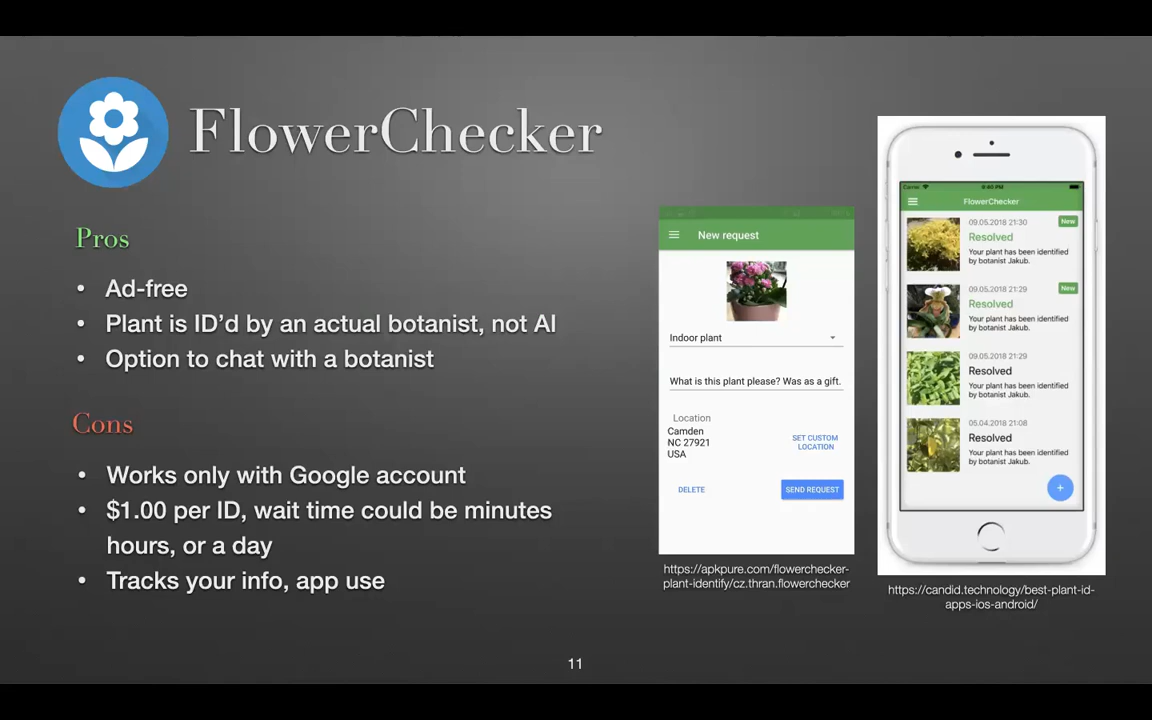 FlowerChecker
Pros
• Ad-free
• Plant is ID’d by an actual botanist, not AI
• Option to chat with a botanist
Cons
• Works only with Google account
• $1.00 per ID, wait time could be minutes
hours, or a day
• Tracks your info, app use
New request
Indoor plant
What is this plant please? Was as a gift.
Location
Camden
NC 27921
USA
SET CUSTOM
LOCATION
DELETE
SEND REQUEST
https://apkpure.com/flowerchecker-
plant-identify/cz.thran.flowerchecker
Carrier
9:40 PM
FlowerChecker
09.05.2018 21:30
New
Resolved
Your plant has been identified
by botanist Jakub.
09.05.2018 21:29
New
Resolved
Your plant has been identified
by botanist Jakub.
09.05.2018 21:29
Resolved
Your plant has been identified
by botanist Jakub.
05.04.2018 21:08
Resolved
Your plant has been identified
by botanist Jakub.
+
https://candid.technology/best-plant-id-
apps-ios-android/
11